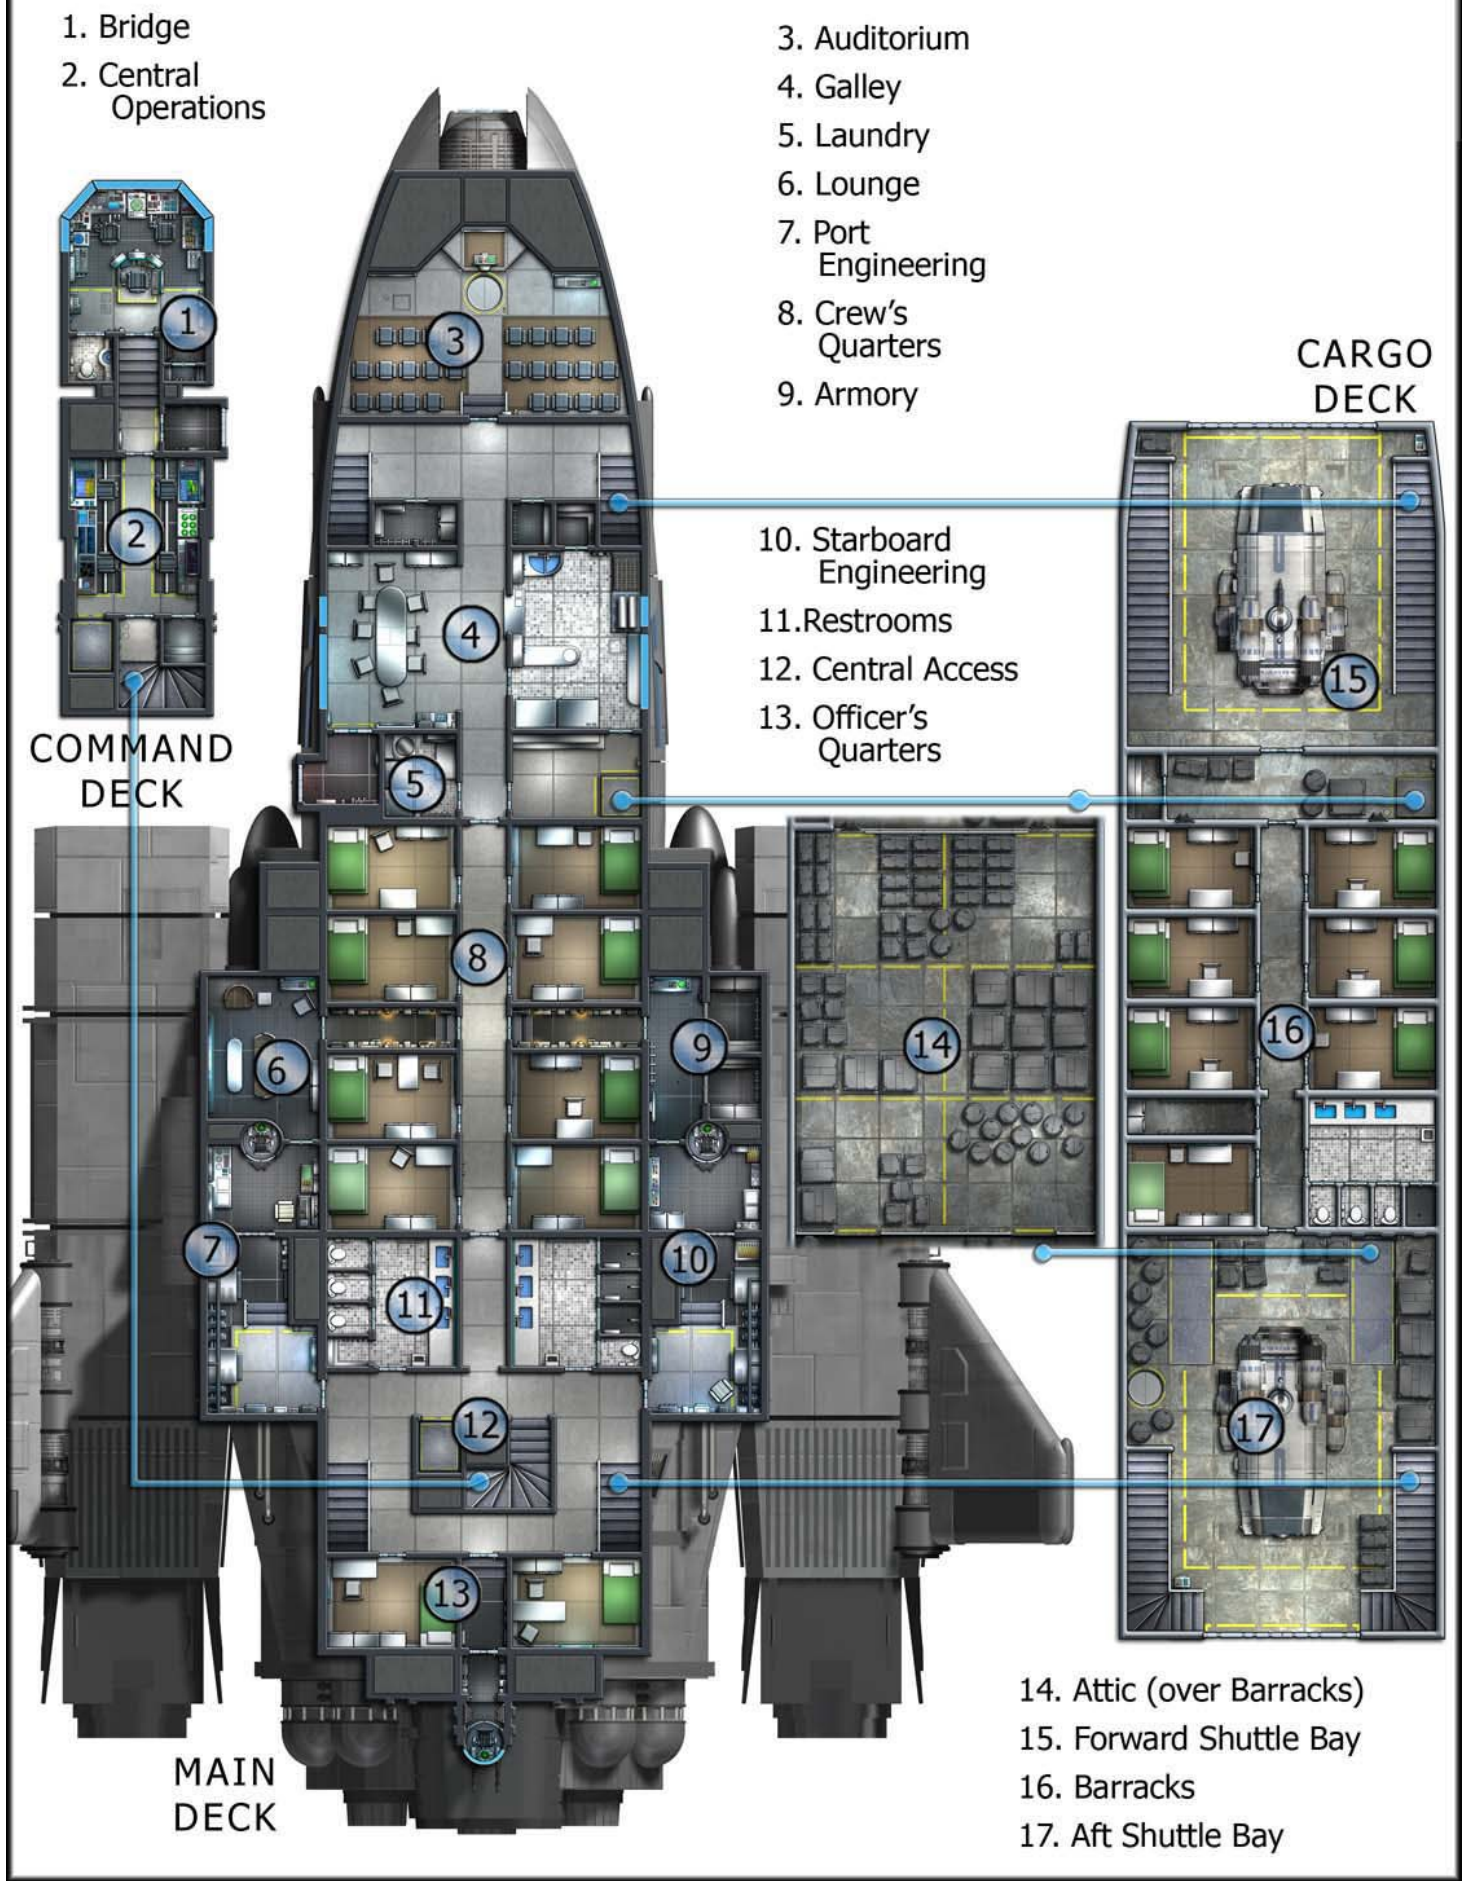 1. Bridge
2. Central
Operations
3. Auditorium
4. Galley
5. Laundry
6. Lounge
7. Port
Engineering
8. Crew's
Quarters
9. Armory
CARGO
DECK
10. Starboard
Engineering
11.Restrooms
12. Central Access
13. Officer's
Quarters
COMMAND
DECK
1
2
3
4
5
6
7
8
9
10
11
12
13
14
15
16
17
MAIN
DECK
14. Attic (over Barracks)
15. Forward Shuttle Bay
16. Barracks
17. Aft Shuttle Bay